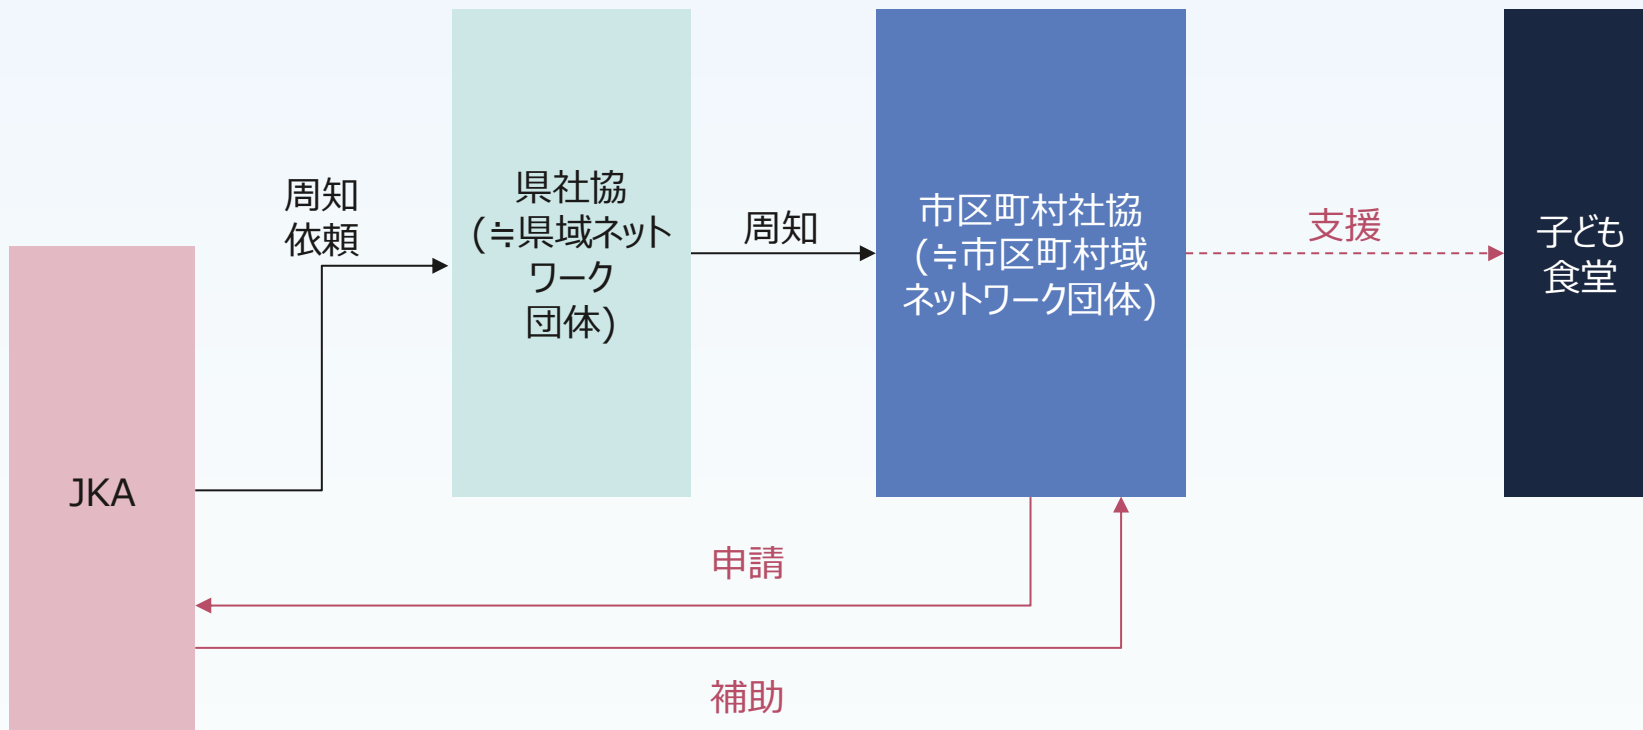 周知
依頼
県社協
(≒県域ネット
ワーク
団体)
周知
市区町村社協
(≒市区町村域
ネットワーク団体)
支援
子ども
食堂
JKA
申請
補助